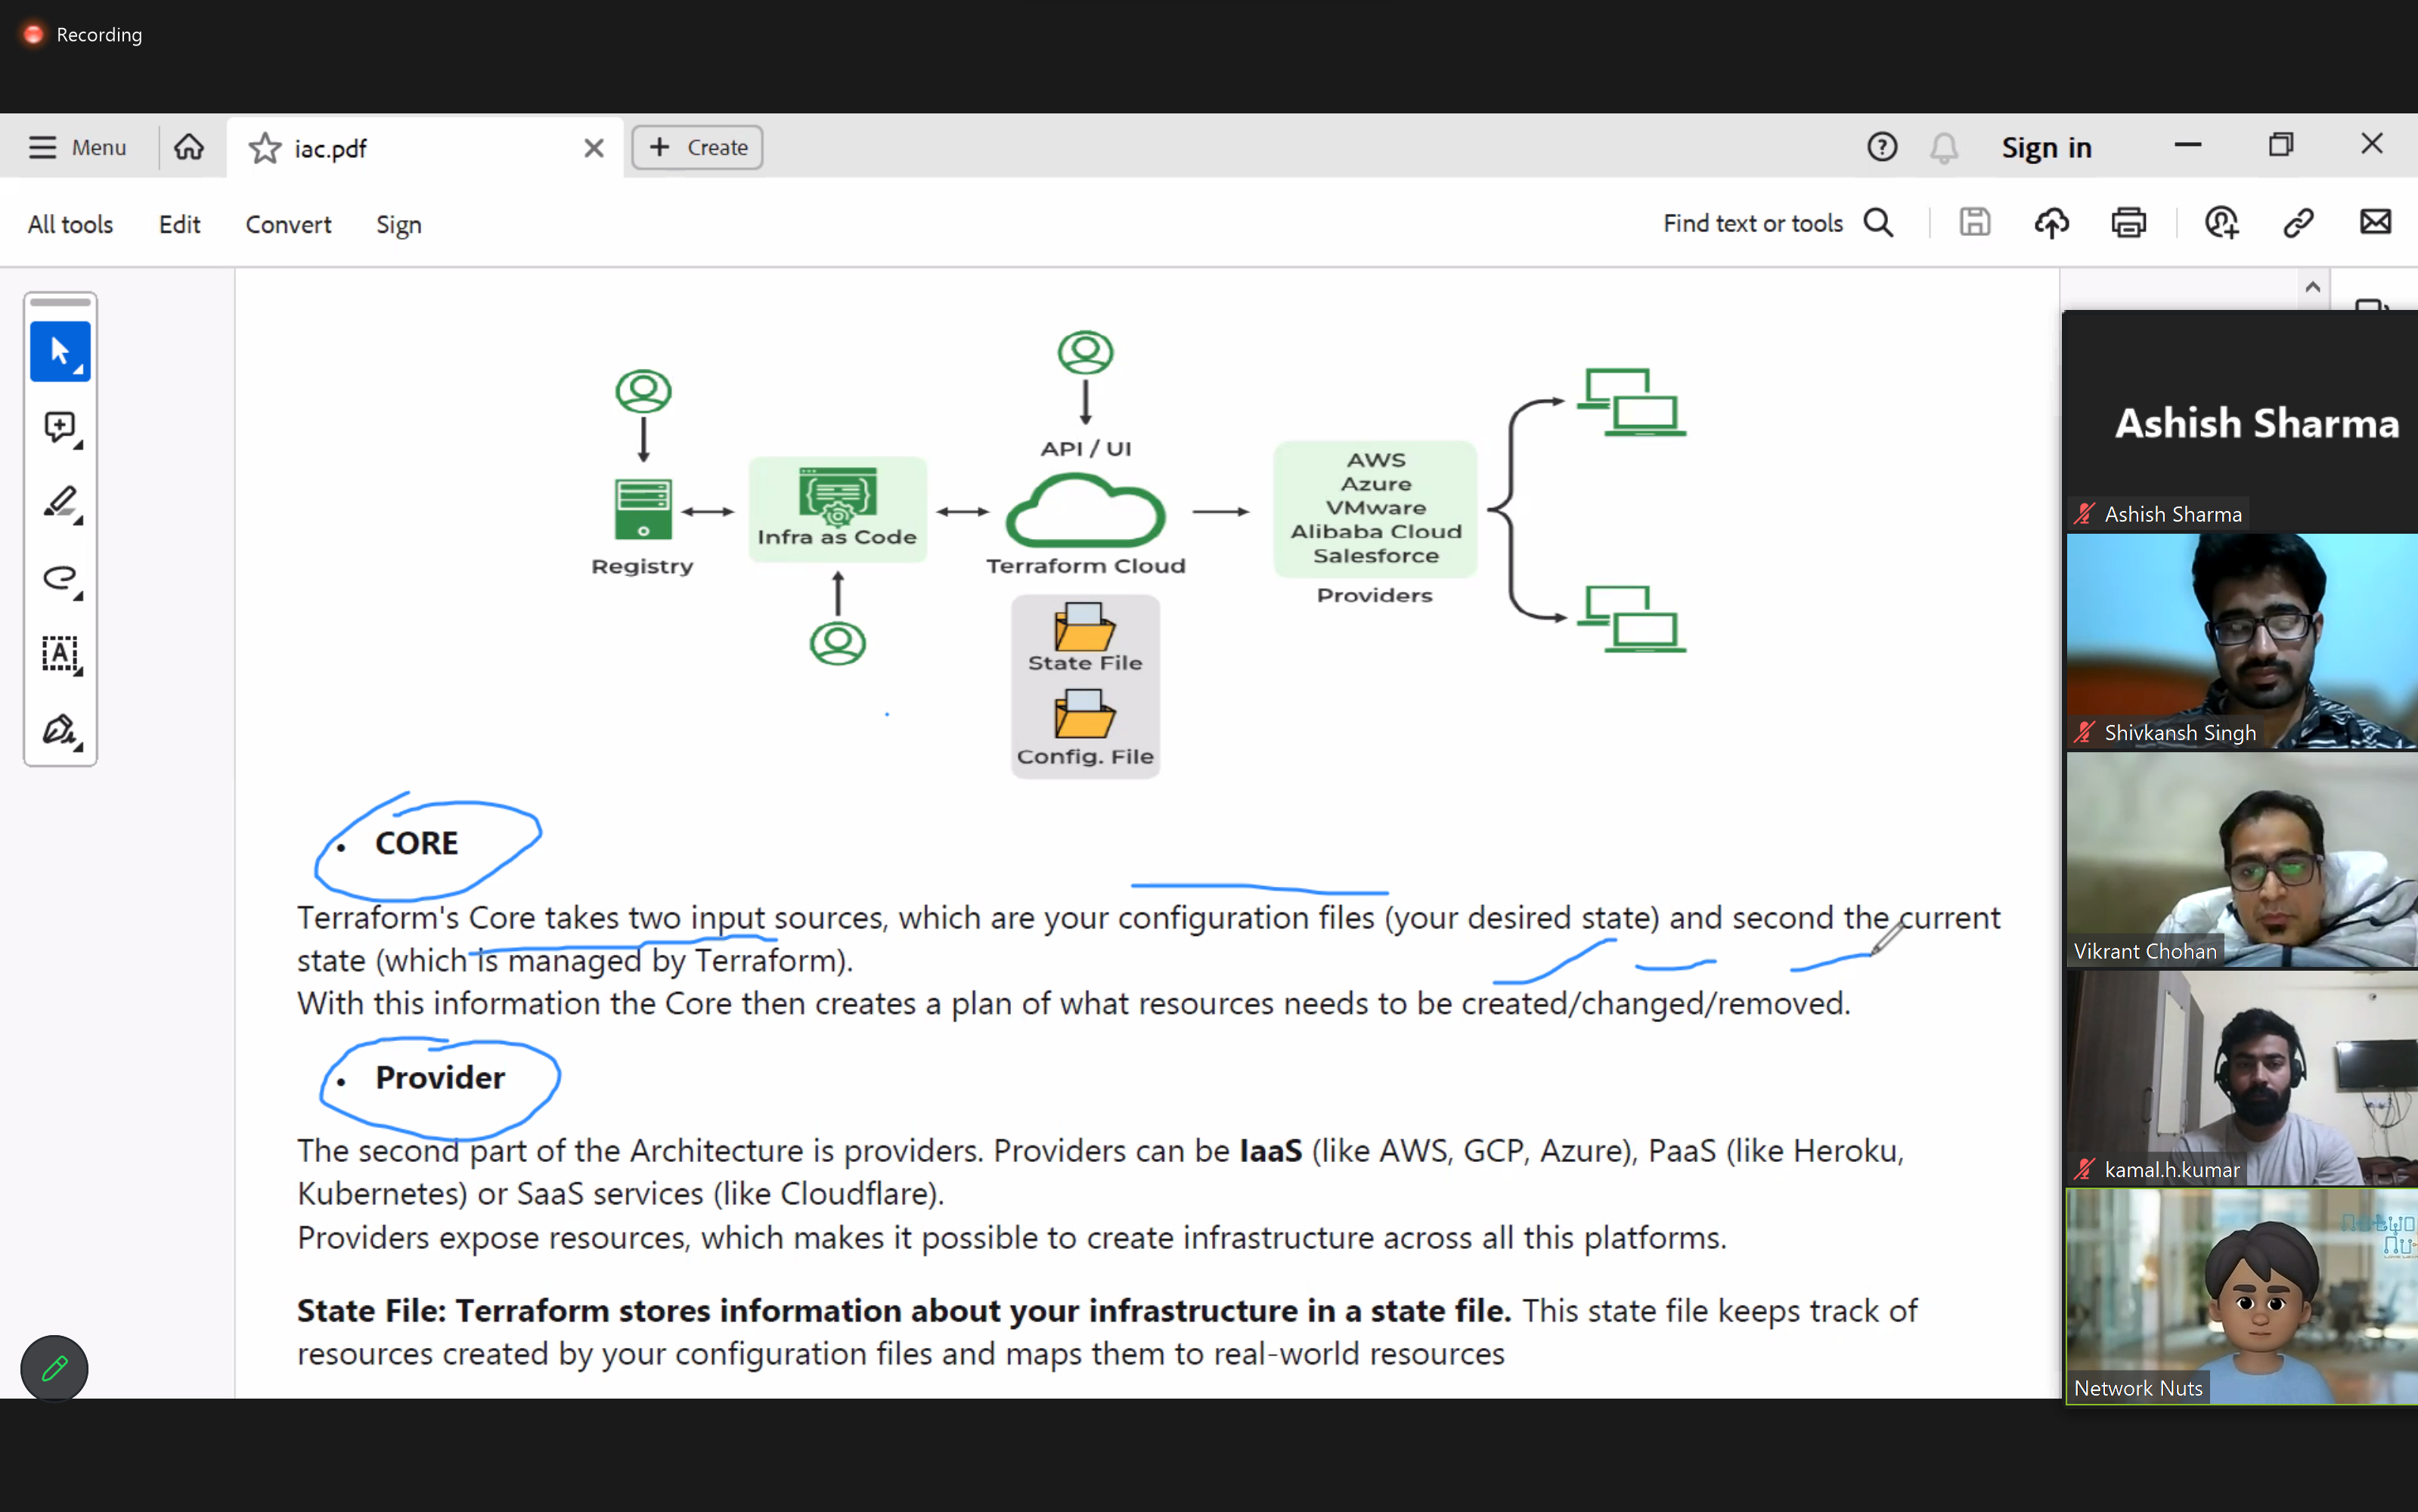 Recording
Menu
iac.pdf
Create
Sign in
All tools
Edit
Convert
Sign
Find text or tools
API / UI
Registry
Infra as Code
Terraform Cloud
AWS
Azure
VMware
Alibaba Cloud
Salesforce
Providers
State File
Config. File
• CORE
Terraform's Core takes two input sources, which are your configuration files (your desired state) and second the current
state (which is managed by Terraform).
With this information the Core then creates a plan of what resources needs to be created/changed/removed.
• Provider
The second part of the Architecture is providers. Providers can be IaaS (like AWS, GCP, Azure), PaaS (like Heroku,
Kubernetes) or SaaS services (like Cloudflare).
Providers expose resources, which makes it possible to create infrastructure across all this platforms.
State File: Terraform stores information about your infrastructure in a state file. This state file keeps track of
resources created by your configuration files and maps them to real-world resources
Ashish Sharma
Ashish Sharma
Shivkansh Singh
Vikrant Chohan
kamal.h.kumar
Network Nuts